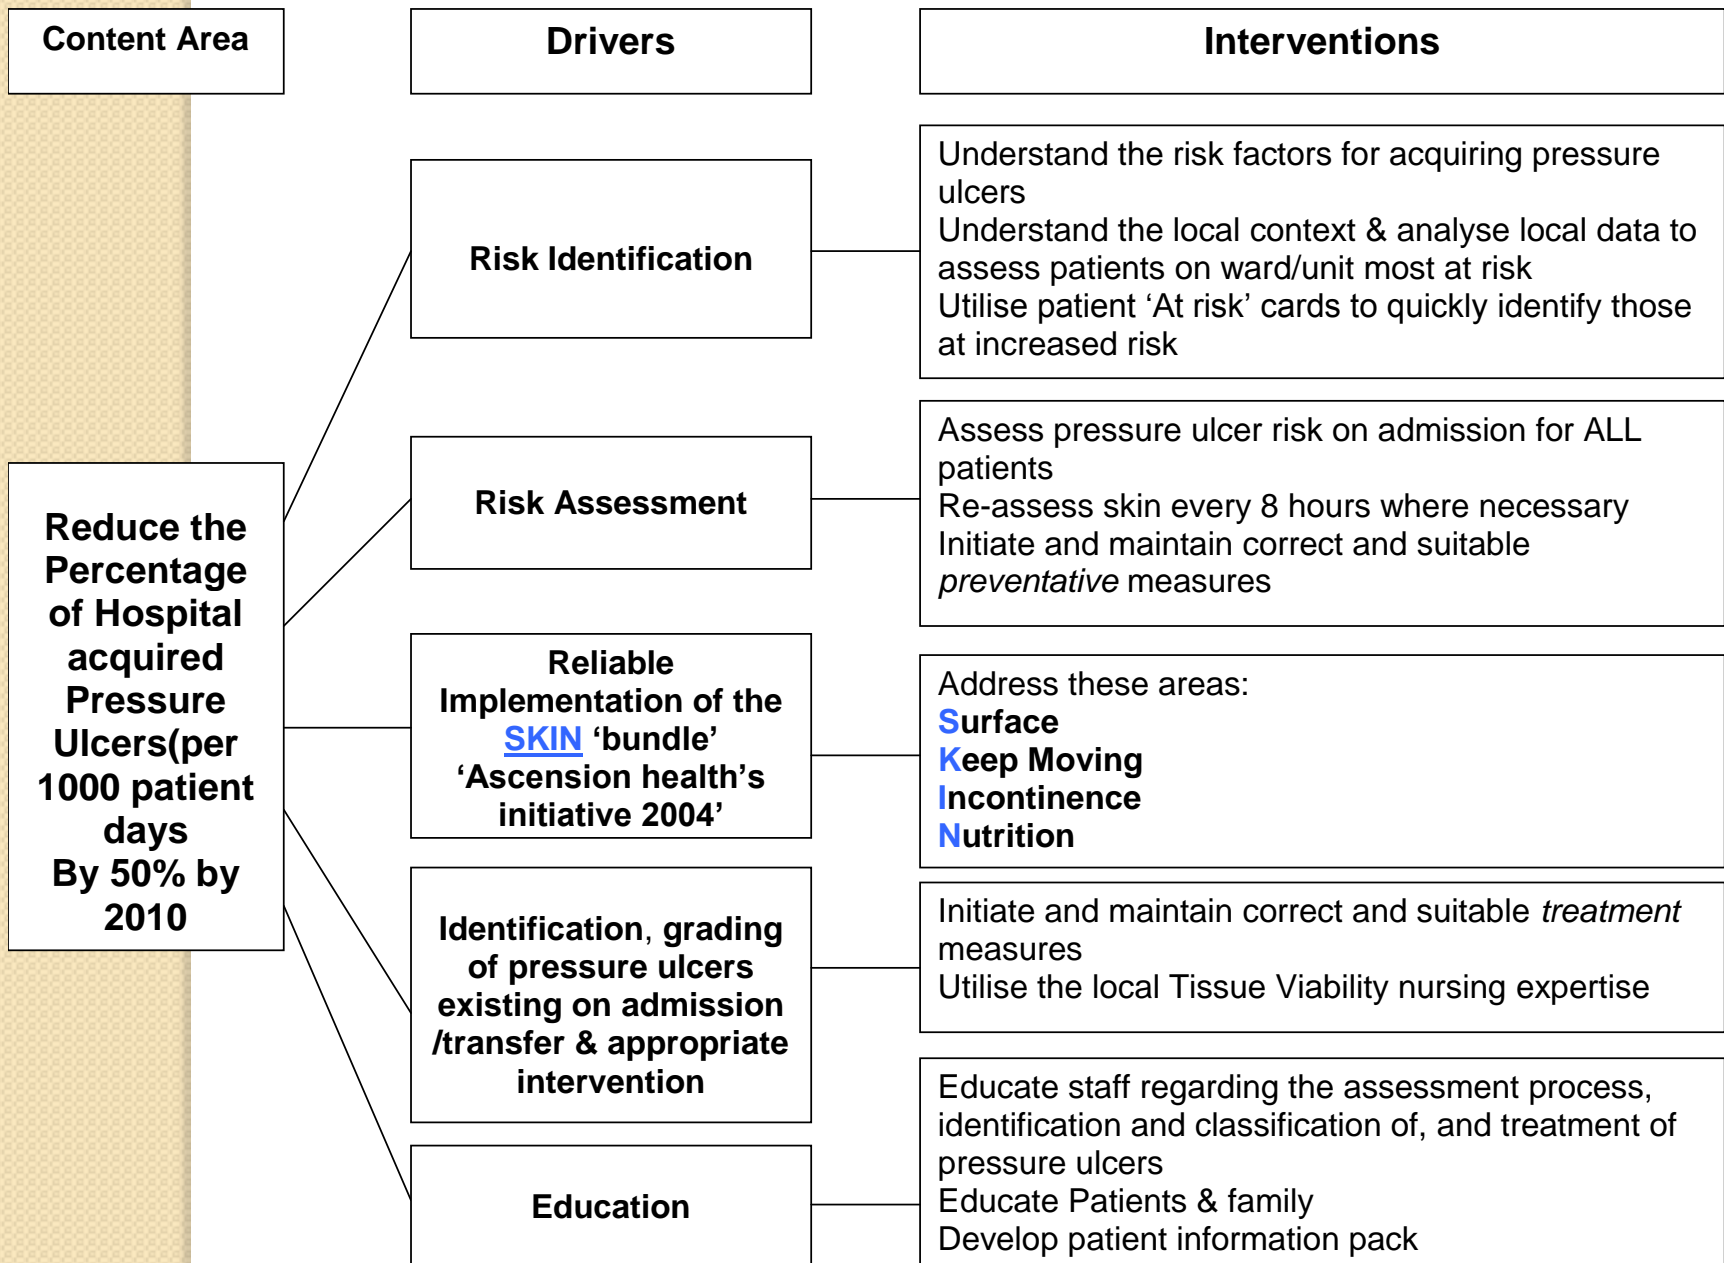 Content Area
Drivers
Interventions
Reduce the
Percentage
of Hospital
acquired
Pressure
Ulcers(per
1000 patient
days
By 50% by
2010
Risk Identification
Understand the risk factors for acquiring pressure
ulcers
Understand the local context & analyse local data to
assess patients on ward/unit most at risk
Utilise patient ‘At risk’ cards to quickly identify those
at increased risk
Risk Assessment
Assess pressure ulcer risk on admission for ALL
patients
Re-assess skin every 8 hours where necessary
Initiate and maintain correct and suitable
preventative measures
Reliable
Implementation of the
SKIN ‘bundle’
‘Ascension health’s
initiative 2004’
Address these areas:
Surface
Keep Moving
Incontinence
Nutrition
Identification, grading
of pressure ulcers
existing on admission
/transfer & appropriate
intervention
Initiate and maintain correct and suitable treatment
measures
Utilise the local Tissue Viability nursing expertise
Education
Educate staff regarding the assessment process,
identification and classification of, and treatment of
pressure ulcers
Educate Patients & family
Develop patient information pack